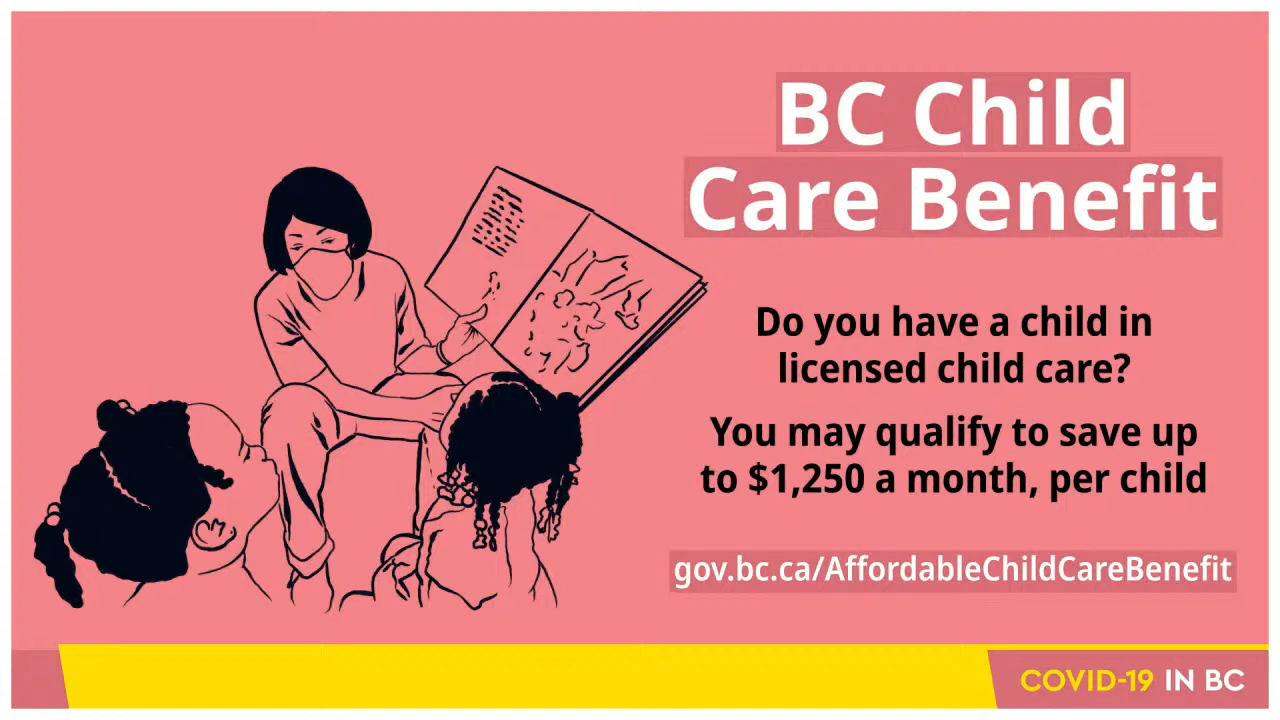 BC Child
Care Benefit
Do you have a child in
licensed child care?
You may qualify to save up
to $1,250 a month, per child
gov.bc.ca/AffordableChildCareBenefit
COVID-19 IN BC